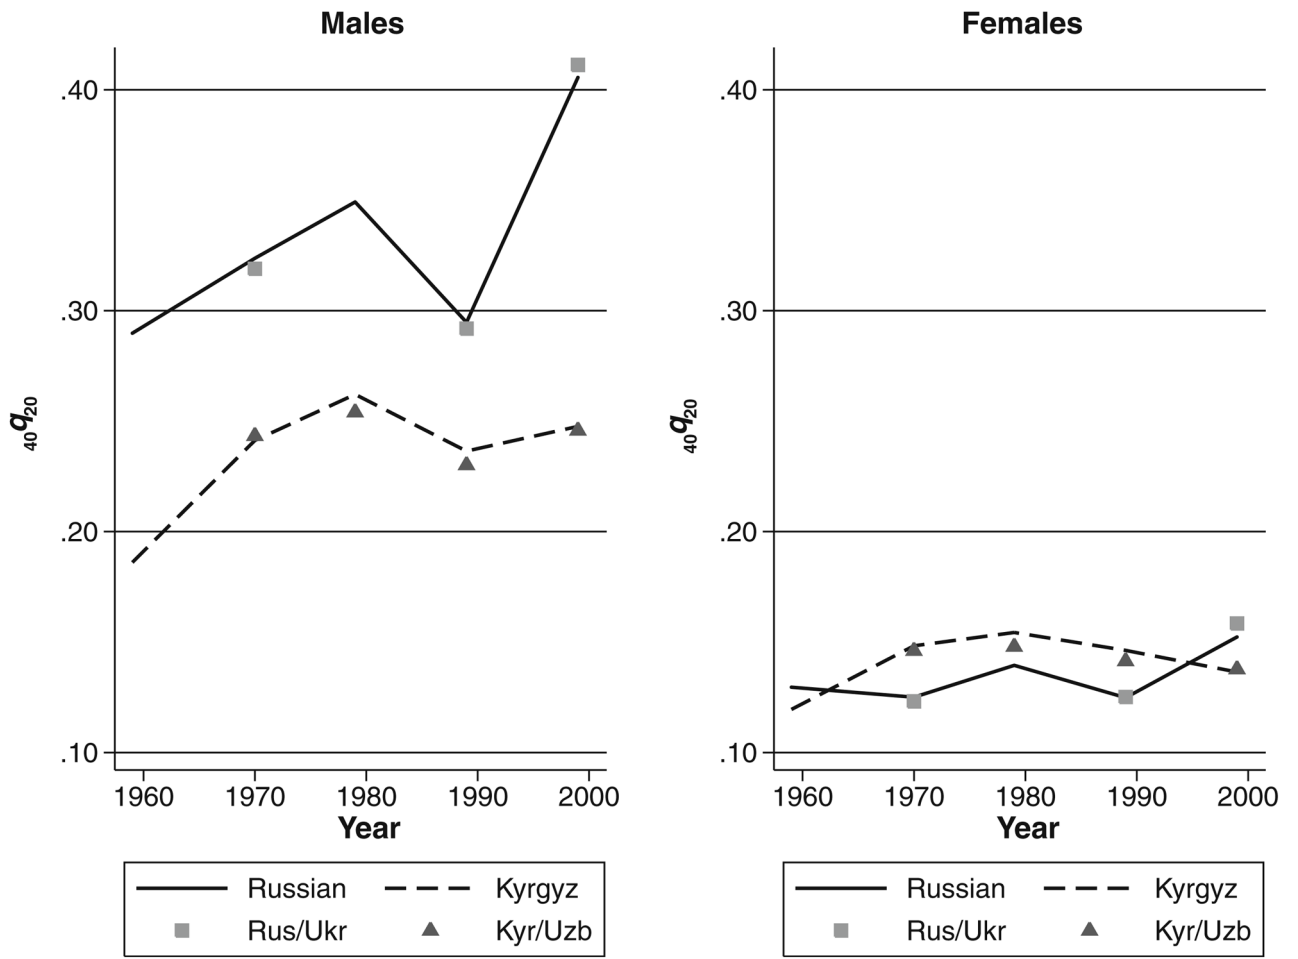 Males
.40
.30
.20
.10
40q20
1960 1970 1980 1990 2000
Year
Russian Kyrgyz
Rus/Ukr Kyr/Uzb
Females
.40
.30
.20
.10
40q20
1960 1970 1980 1990 2000
Year
Russian Kyrgyz
Rus/Ukr Kyr/Uzb